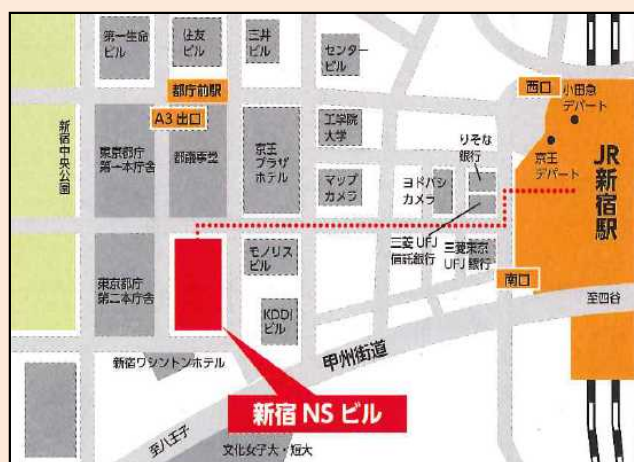 第一生命
ビル
住友
ビル
三井
ビル
センター
ビル
都庁前駅
A3 出口
西口
小田急
デパート
新宿中央公園
東京都庁
第一本庁舎
都議事堂
京王
プラザ
ホテル
工学院
大学
マップ
カメラ
ヨドバシ
カメラ
りそな
銀行
京王
デパート
JR新宿駅
三菱 UFJ
信託銀行
三菱東京
UFJ 銀行
南口
至四谷
東京都庁
第二本庁舎
モノリス
ビル
KDDI
ビル
新宿ワシントンホテル
甲州街道
新宿 NS ビル
至八王子
文化女子大・短大